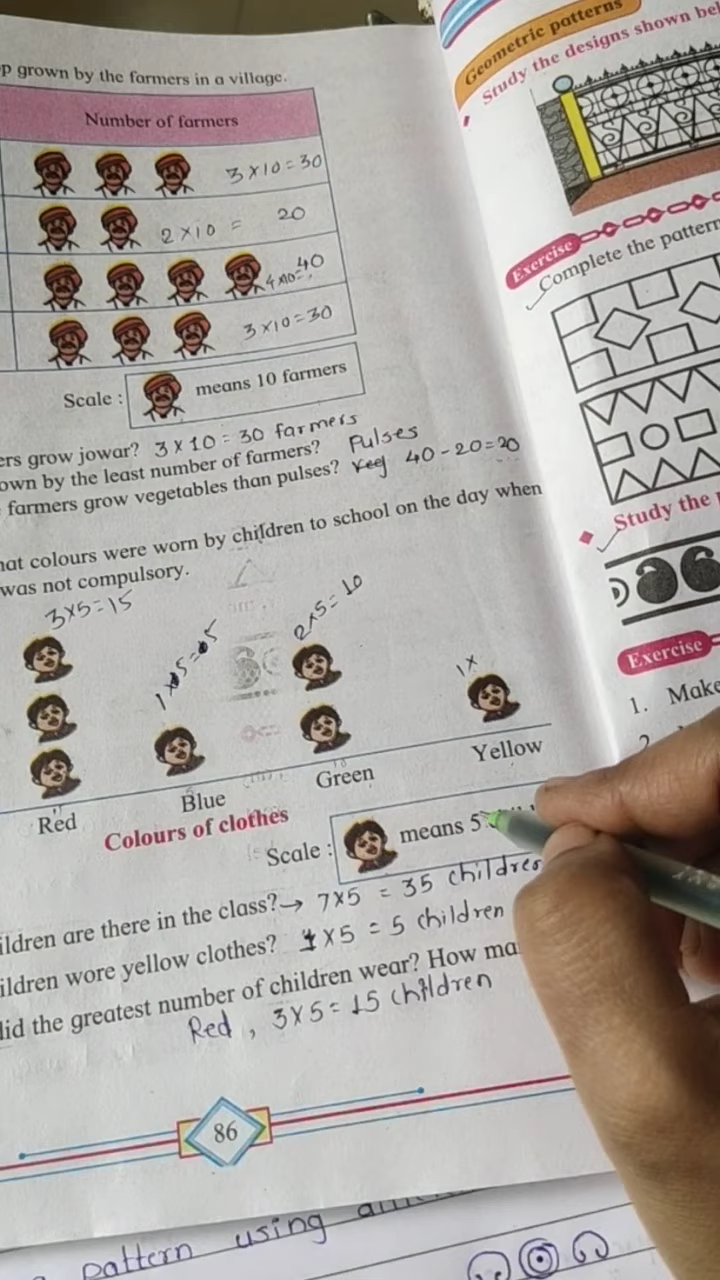 p grown by the farmers in a village.
Number of farmers
3 × 10 = 30
2 × 10 = 20
4 × 10 = 40
3 × 10 = 30
Scale : means 10 farmers
ers grow jowar? 3 × 10 = 30 farmers
own by the least number of farmers? Pulses
farmers grow vegetables than pulses? veg 40 - 20 = 20
hat colours were worn by children to school on the day when
was not compulsory.
3×5=15
1×5=05
2×5=10
1×
Red Blue Green Yellow
Colours of clothes
Scale : means 5
ildren are there in the class? → 7×5 = 35 children
ildren wore yellow clothes? 1×5 = 5 children
did the greatest number of children wear? How ma
Red, 3×5=15 children
86
pattern using
Geometric patterns
Study the designs shown bel
Exercise
Complete the pattern
Study the
Exercise
1. Make
2.